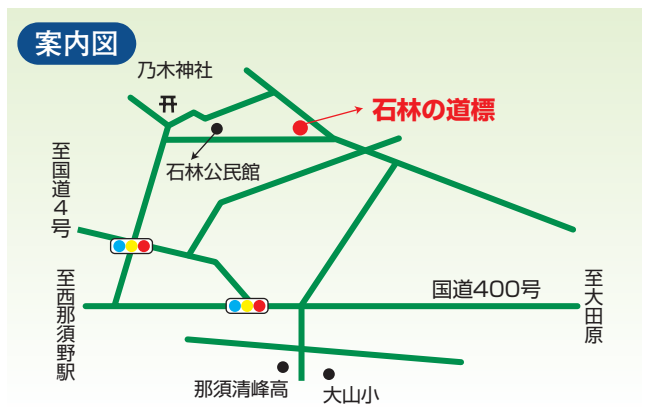 案内図
乃木神社
石林の道標
石林公民館
至国道4号
至西那須野駅
国道400号
至大田原
那須清峰高
大山小